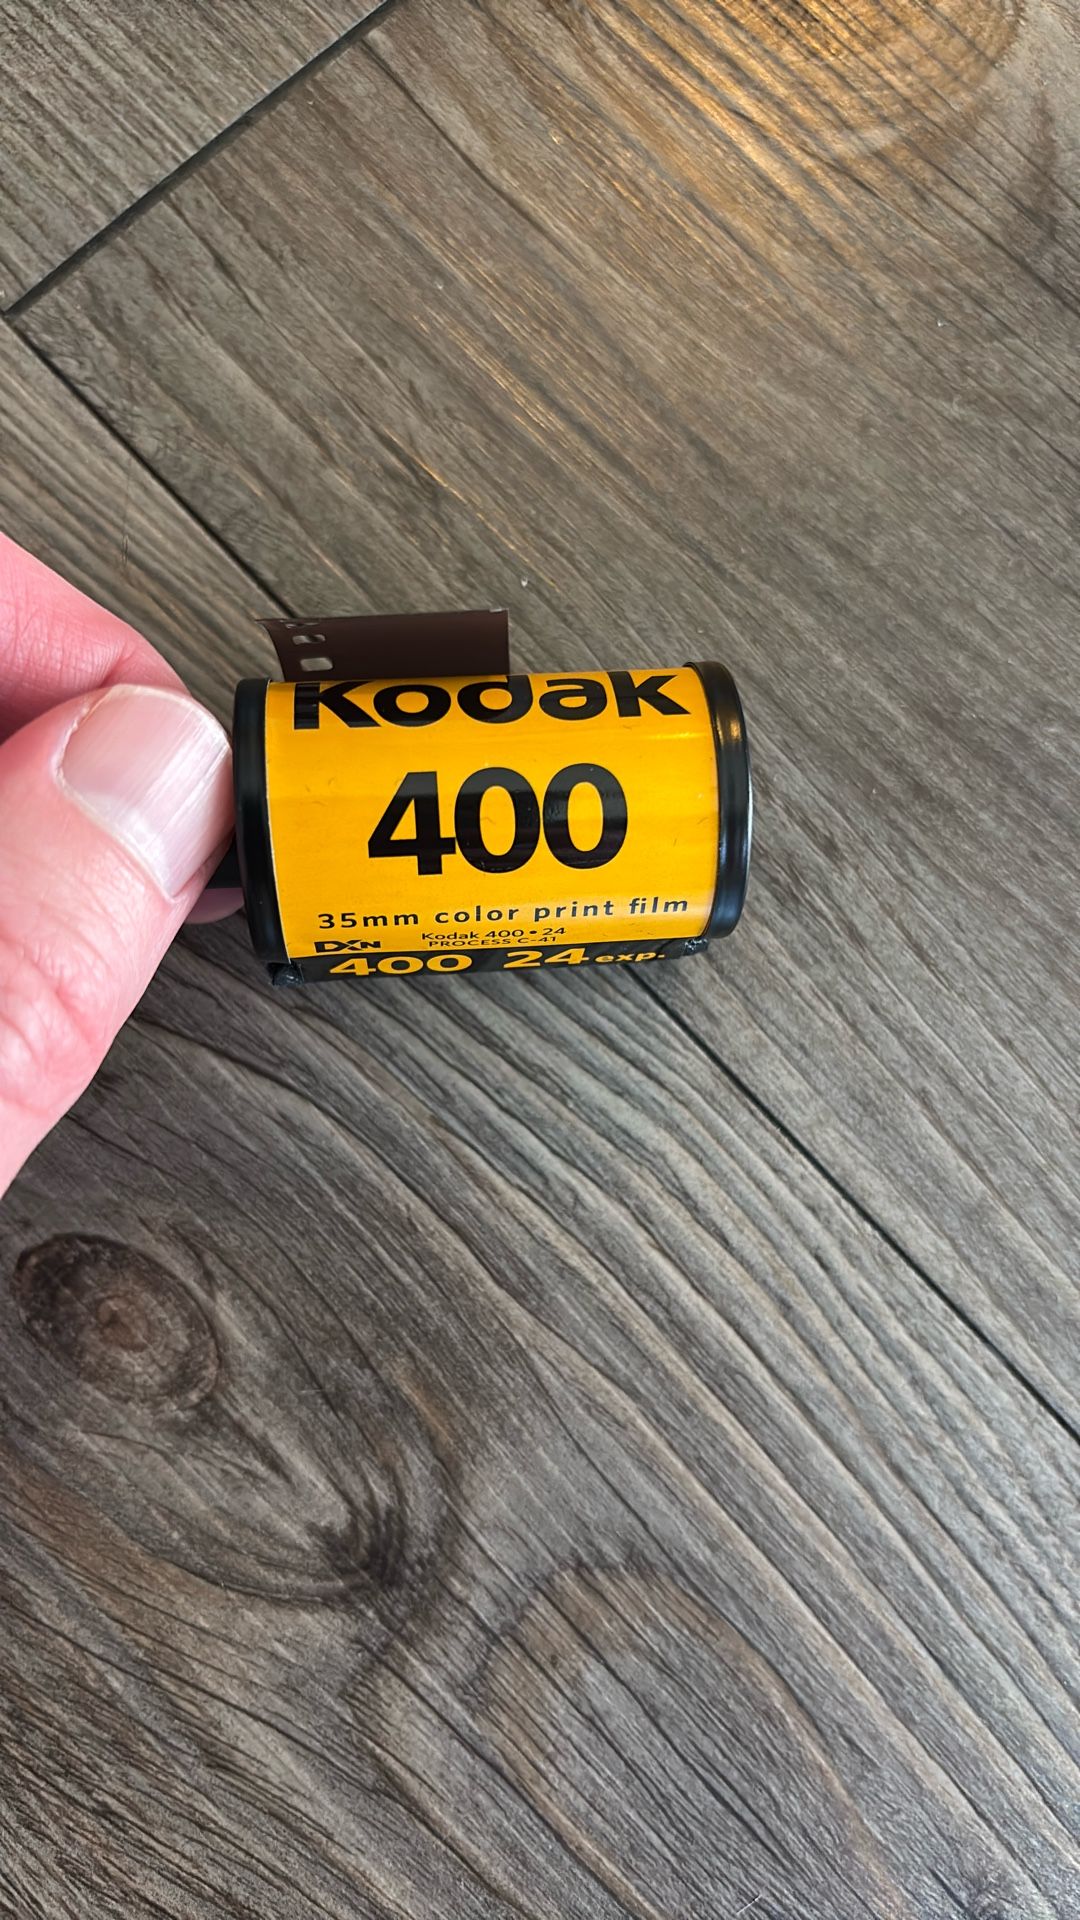 Kodak
400
35mm color print film
DXN
Kodak 400 • 24
PROCESS C-41
400 24 exp.